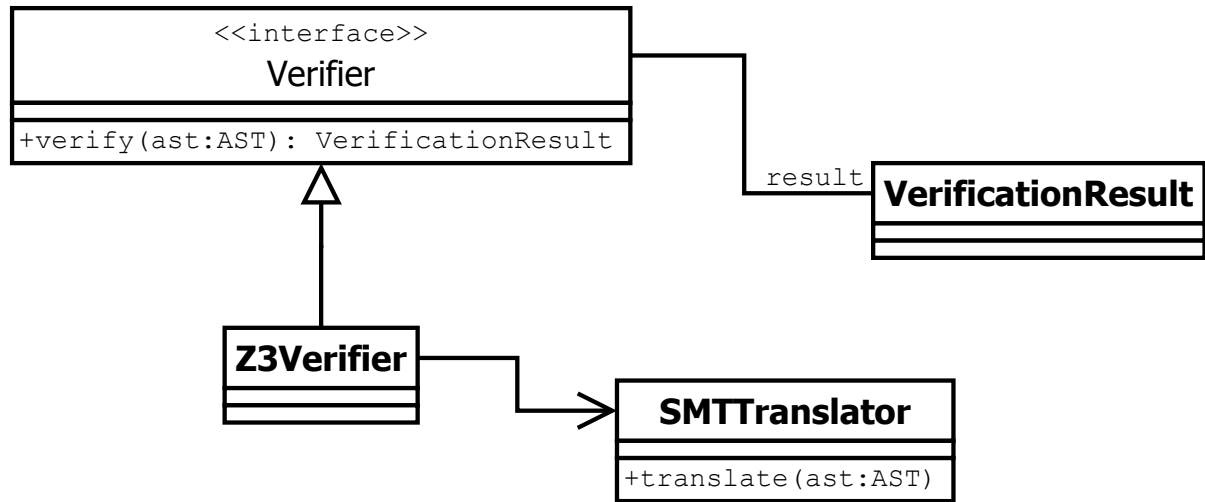 <<interface>>
Verifier
+verify(ast:AST): VerificationResult
result
VerificationResult
Z3Verifier
SMTTranslator
+translate(ast:AST)